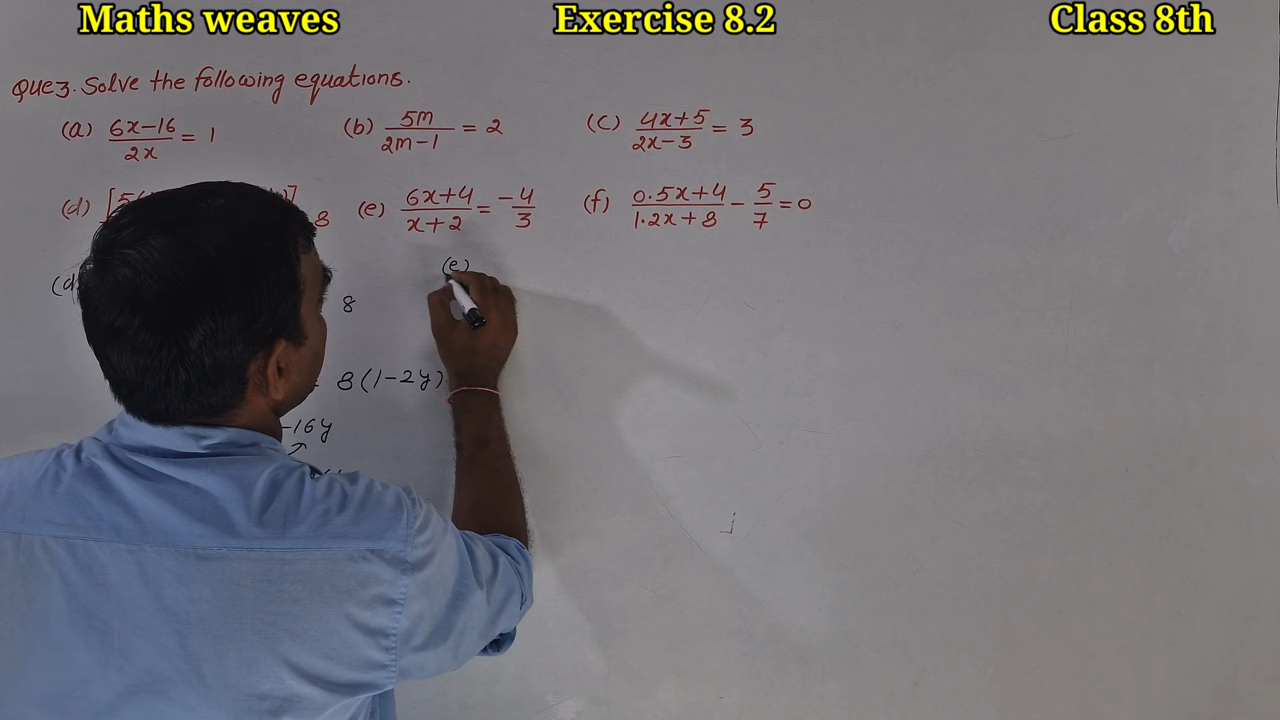 Maths weaves Exercise 8.2 Class 8th
Que3. Solve the following equations.
(a) (6x-16)/(2x) = 1 (b) (5m)/(2m-1) = 2 (c) (4x+5)/(2x-3) = 3
(d) 8 (e) (6x+4)/(x+2) = -4/3 (f) (0.5x+4)/(1.2x+8) - 5/7 = 0
(e)
8
= 8(1-2y)
-16y